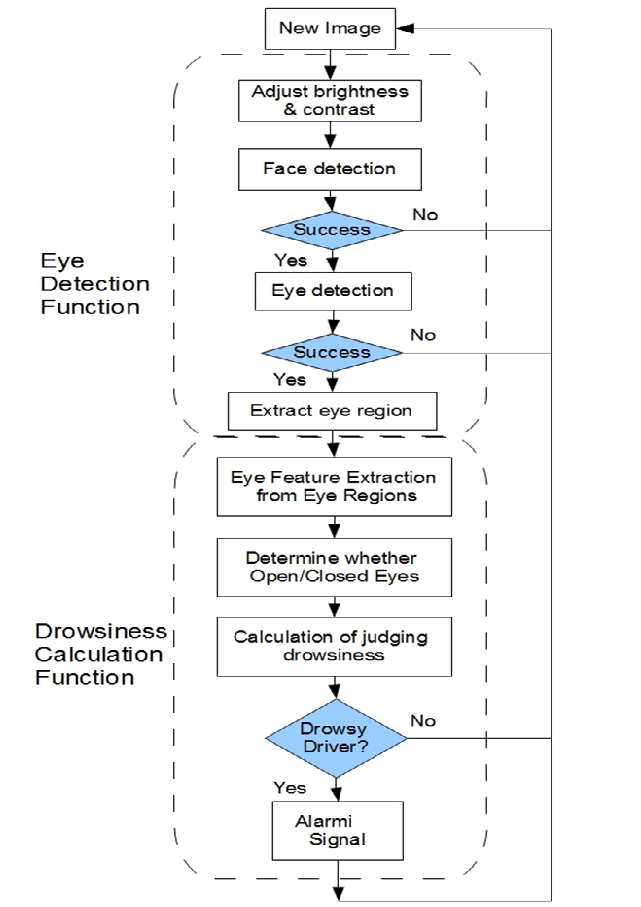 New Image
Adjust brightness
& contrast
Face detection
Success
No
Yes
Eye
Detection
Function
Eye detection
Success
No
Yes
Extract eye region
Eye Feature Extraction
from Eye Regions
Determine whether
Open/Closed Eyes
Drowsiness
Calculation
Function
Calculation of judging
drowsiness
Drowsy
Driver?
No
Yes
Alarmi
Signal